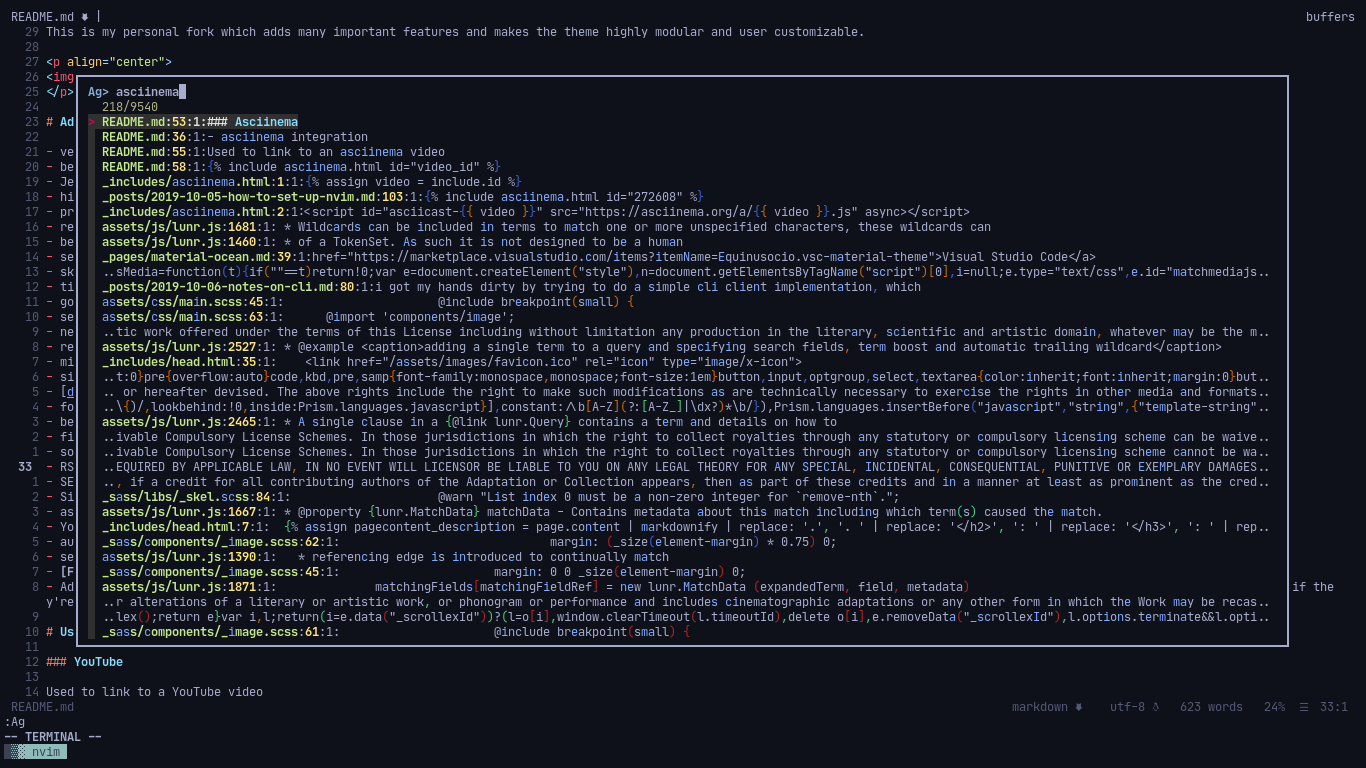 README.md buffers
29 This is my personal fork which adds many important features and makes the theme highly modular and user customizable.
28
27 <p align="center">
26 <img
25 </p> Ag> asciinema
24 218/9540
23 # Ad > README.md:53:1:### Asciinema
22 README.md:36:1:- asciinema integration
21 - ve README.md:55:1:Used to link to an asciinema video
20 - be README.md:58:1:{% include asciinema.html id="video_id" %}
19 - Je _includes/asciinema.html:1:1:{% assign video = include.id %}
18 - hi _posts/2019-10-05-how-to-set-up-nvim.md:103:1:{% include asciinema.html id="272608" %}
17 - pr _includes/asciinema.html:2:1:<script id="asciicast-{{ video }}" src="https://asciinema.org/a/{{ video }}.js" async></script>
16 - re assets/js/lunr.js:1681:1: * Wildcards can be included in terms to match one or more unspecified characters, these wildcards can
15 - be assets/js/lunr.js:1460:1: * of a TokenSet. As such it is not designed to be a human
14 - se _pages/material-ocean.md:39:1:href="https://marketplace.visualstudio.com/items?itemName=Equinusocio.vsc-material-theme">Visual Studio Code</a>
13 - sk ..sMedia=function(t){if(""==t)return!0;var e=document.createElement("style"),n=document.getElementsByTagName("script")[0],i=null;e.type="text/css",e.id="matchmediajs..
12 - ti _posts/2019-10-06-notes-on-cli.md:80:1:i got my hands dirty by trying to do a simple cli client implementation, which
11 - go assets/css/main.scss:45:1: @include breakpoint(small) {
10 - se assets/css/main.scss:63:1: @import 'components/image';
9 - ne ..tic work offered under the terms of this License including without limitation any production in the literary, scientific and artistic domain, whatever may be the m..
8 - re assets/js/lunr.js:2527:1: * @example <caption>adding a single term to a query and specifying search fields, term boost and automatic trailing wildcard</caption>
7 - mi _includes/head.html:35:1: <link href="/assets/images/favicon.ico" rel="icon" type="image/x-icon">
6 - si ..t:0}pre{overflow:auto}code,kbd,pre,samp{font-family:monospace,monospace;font-size:1em}button,input,optgroup,select,textarea{color:inherit;font:inherit;margin:0}but..
5 - [d .. or hereafter devised. The above rights include the right to make such modifications as are technically necessary to exercise the rights in other media and formats..
4 - fo ..\{)/,lookbehind:!0,inside:Prism.languages.javascript}],constant:/\b[A-Z](?:[A-Z_]|\dx?)*\b/}),Prism.languages.insertBefore("javascript","string",{"template-string"..
3 - be assets/js/lunr.js:2465:1: * A single clause in a {@link lunr.Query} contains a term and details on how to
2 - fi ..ivable Compulsory License Schemes. In those jurisdictions in which the right to collect royalties through any statutory or compulsory licensing scheme can be waive..
1 - so ..ivable Compulsory License Schemes. In those jurisdictions in which the right to collect royalties through any statutory or compulsory licensing scheme cannot be wa..
33 - RS ..EQUIRED BY APPLICABLE LAW, IN NO EVENT WILL LICENSOR BE LIABLE TO YOU ON ANY LEGAL THEORY FOR ANY SPECIAL, INCIDENTAL, CONSEQUENTIAL, PUNITIVE OR EXEMPLARY DAMAGES..
1 - SE .., if a credit for all contributing authors of the Adaptation or Collection appears, then as part of these credits and in a manner at least as prominent as the cred..
2 - Si _sass/libs/_skel.scss:84:1: @warn "List index 0 must be a non-zero integer for `remove-nth`.";
3 - as assets/js/lunr.js:1667:1: * @property {lunr.MatchData} matchData - Contains metadata about this match including which term(s) caused the match.
4 - Yo _includes/head.html:7:1: {% assign pagecontent_description = page.content | markdownify | replace: '.', '. ' | replace: '</h2>', ': ' | replace: '</h3>', ': ' | rep..
5 - au _sass/components/_image.scss:62:1: margin: (_size(element-margin) * 0.75) 0;
6 - se assets/js/lunr.js:1390:1: * referencing edge is introduced to continually match
7 - [F _sass/components/_image.scss:45:1: margin: 0 0 _size(element-margin) 0;
8 - Ad assets/js/lunr.js:1871:1: matchingFields[matchingFieldRef] = new lunr.MatchData (expandedTerm, field, metadata) if the
y're ..r alterations of a literary or artistic work, or phonogram or performance and includes cinematographic adaptations or any other form in which the Work may be recas..
9 ..lex();return e}var i,l;return(i=e.data("_scrollexId"))?(l=o[i],window.clearTimeout(l.timeoutId),delete o[i],e.removeData("_scrollexId"),l.options.terminate&&l.opti..
10 # Us _sass/components/_image.scss:61:1: @include breakpoint(small) {
11
12 ### YouTube
13
14 Used to link to a YouTube video
README.md markdown utf-8 623 words 24% ☰ 33:1
:Ag
-- TERMINAL --
nvim